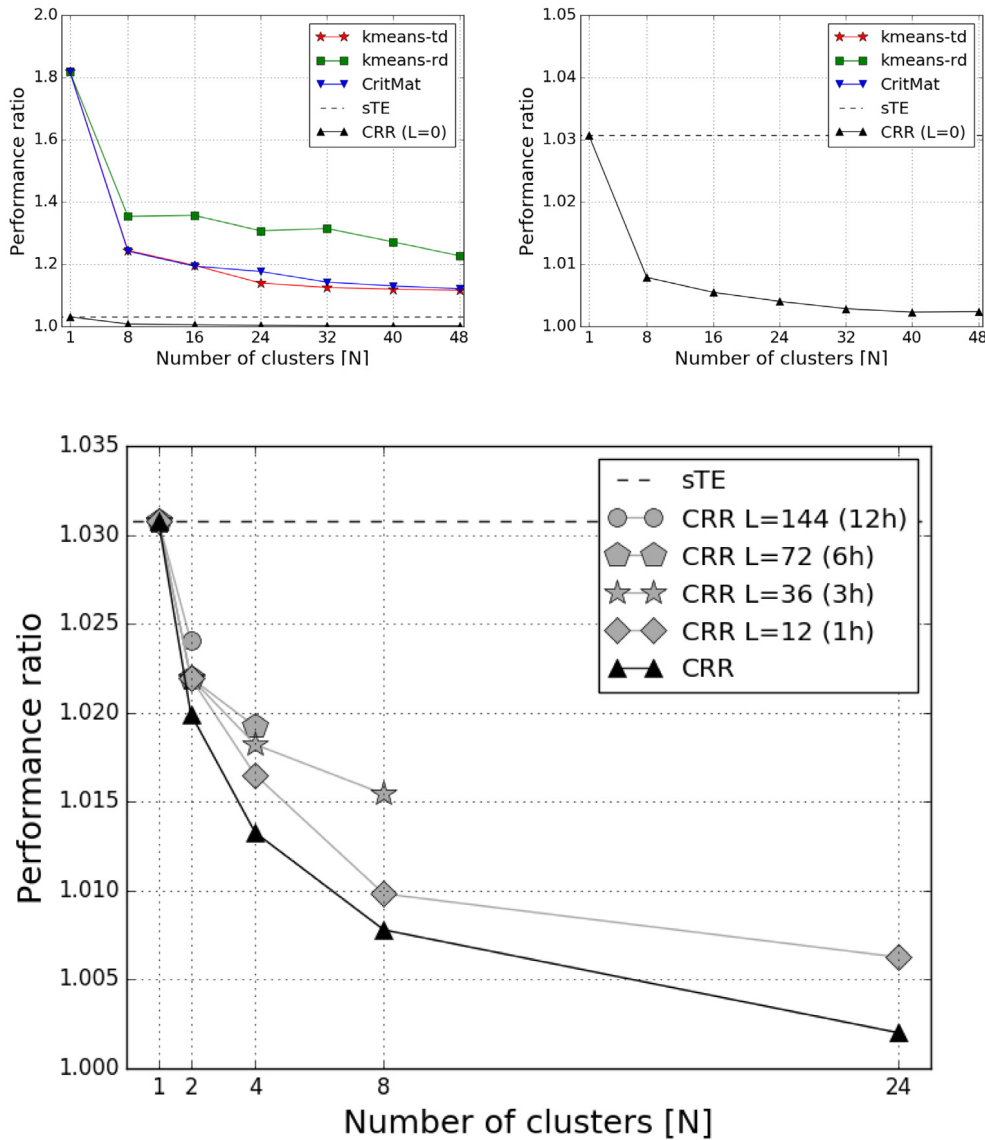 2.0
1.8
1.6
1.4
1.2
1.0
Performance ratio
kmeans-td
kmeans-rd
CritMat
sTE
CRR (L=0)
1 8 16 24 32 40 48
Number of clusters [N]
1.05
1.04
1.03
1.02
1.01
1.00
Performance ratio
kmeans-td
kmeans-rd
CritMat
sTE
CRR (L=0)
1 8 16 24 32 40 48
Number of clusters [N]
1.035
1.030
1.025
1.020
1.015
1.010
1.005
1.000
Performance ratio
sTE
CRR L=144 (12h)
CRR L=72 (6h)
CRR L=36 (3h)
CRR L=12 (1h)
CRR
1 2 4 8 24
Number of clusters [N]